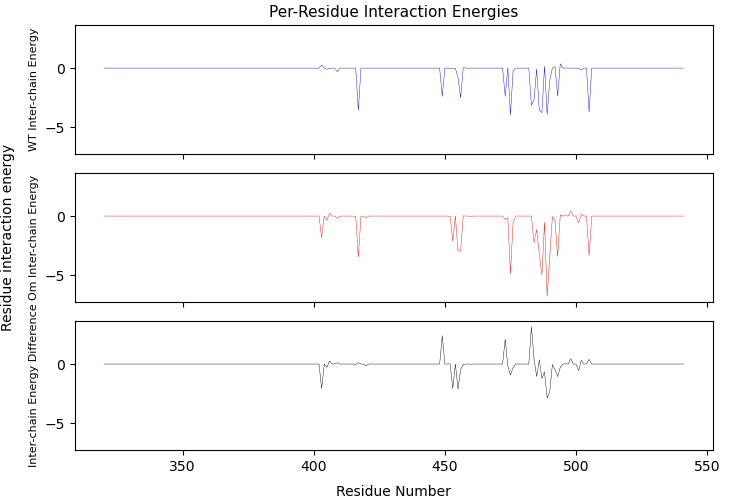 Per-Residue Interaction Energies
Residue interaction energy
WT Inter-chain Energy
0
−5
Om Inter-chain Energy
0
−5
Inter-chain Energy Difference
0
−5
350
400
450
500
550
Residue Number